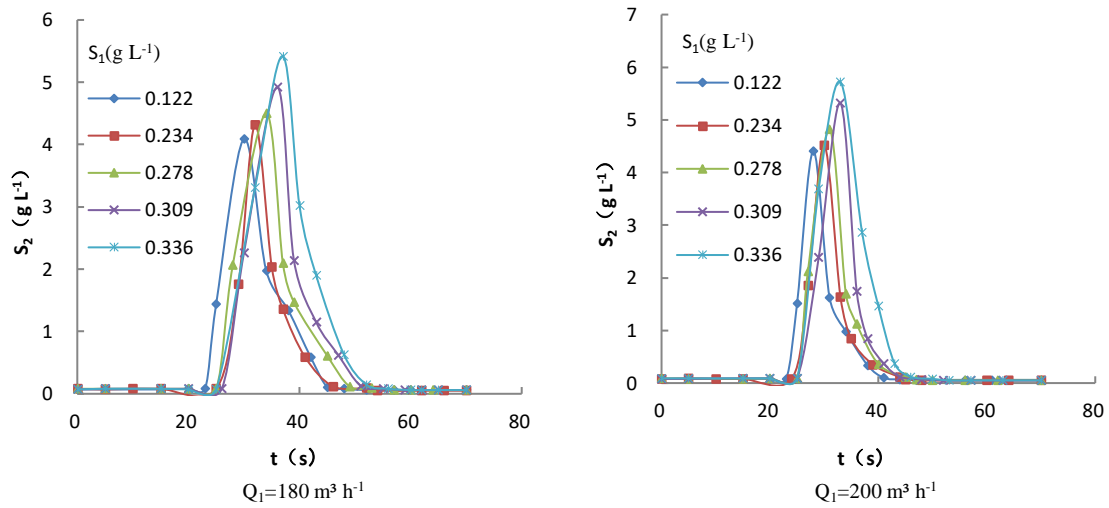 6
5
4
3
2
1
0
S₂（g L⁻¹）
S₁(g L⁻¹)
0.122
0.234
0.278
0.309
0.336
0 20 40 60 80
t（s）
Q₁=180 m³ h⁻¹
7
6
5
4
3
2
1
0
S₂（g L⁻¹）
S₁(g L⁻¹)
0.122
0.234
0.278
0.309
0.336
0 20 40 60 80
t（s）
Q₁=200 m³ h⁻¹